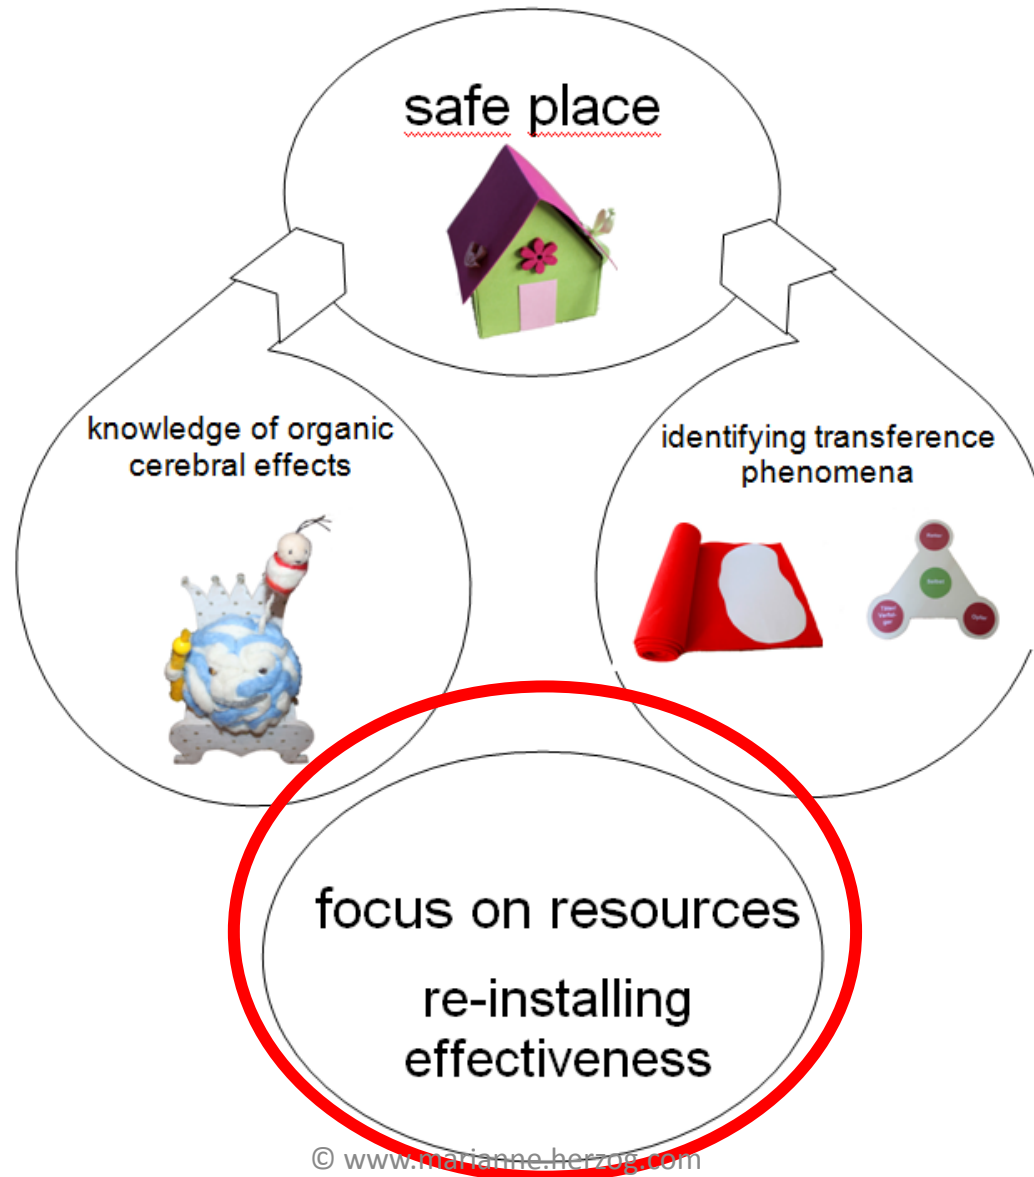 safe place
knowledge of organic
cerebral effects
identifying transference
phenomena
focus on resources
re-installing
effectiveness
© www.marianne.herzog.com